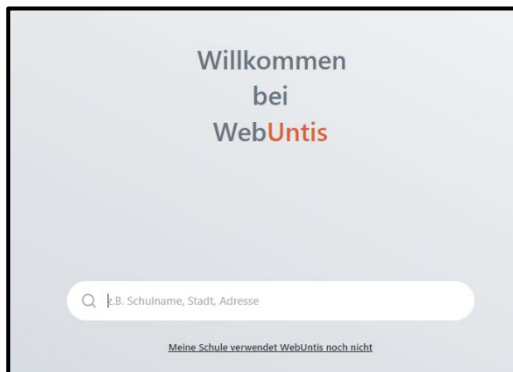 Willkommen
bei
WebUntis
z.B. Schulname, Stadt, Adresse
Meine Schule verwendet WebUntis noch nicht